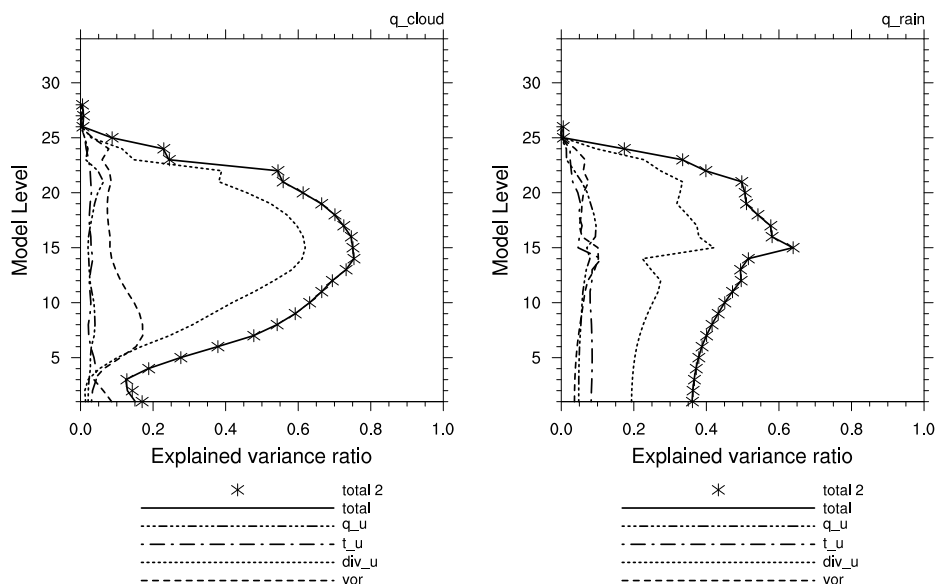 q_cloud
30
25
20
15
10
5
Model Level
0.0 0.2 0.4 0.6 0.8 1.0
Explained variance ratio
total 2
total
q_u
t_u
div_u
vor
q_rain
30
25
20
15
10
5
Model Level
0.0 0.2 0.4 0.6 0.8 1.0
Explained variance ratio
total 2
total
q_u
t_u
div_u
vor